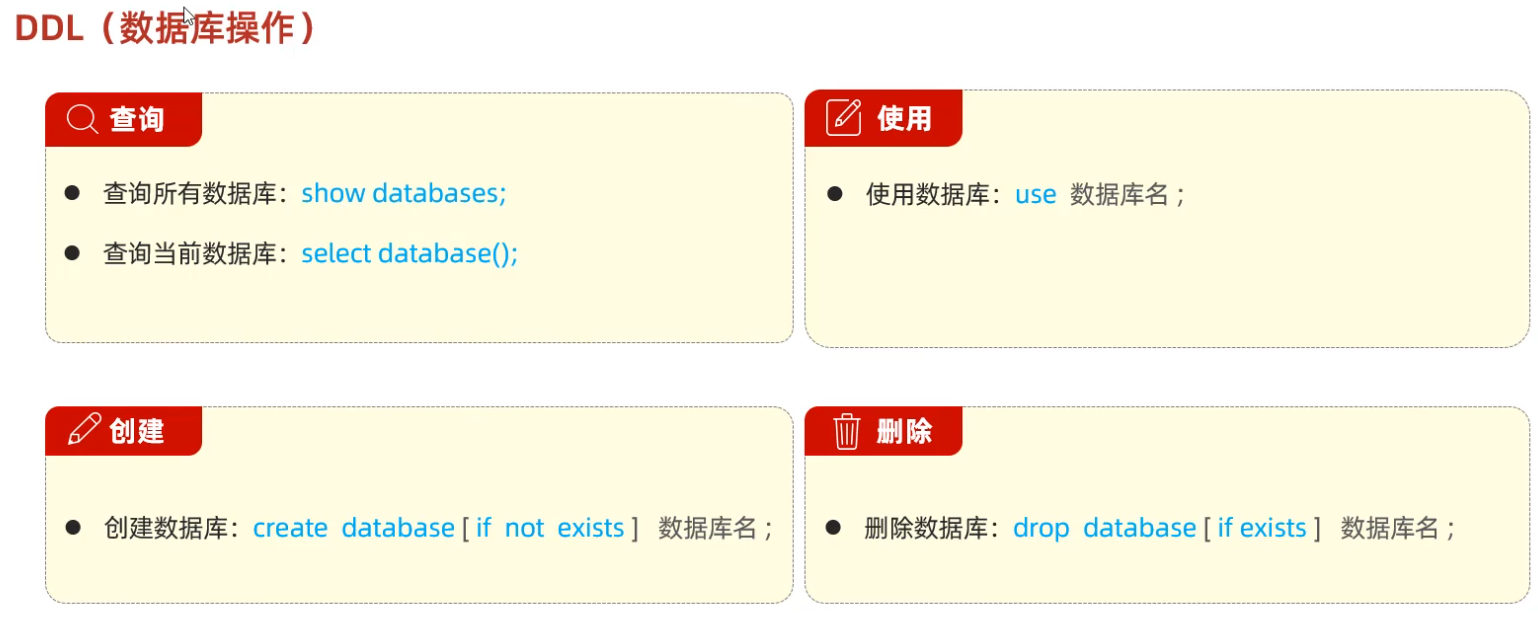 DDL（数据库操作）
查询
查询所有数据库：show databases;
查询当前数据库：select database();
使用
使用数据库：use 数据库名 ;
创建
创建数据库：create database [ if not exists ] 数据库名 ;
删除
删除数据库：drop database [ if exists ] 数据库名 ;